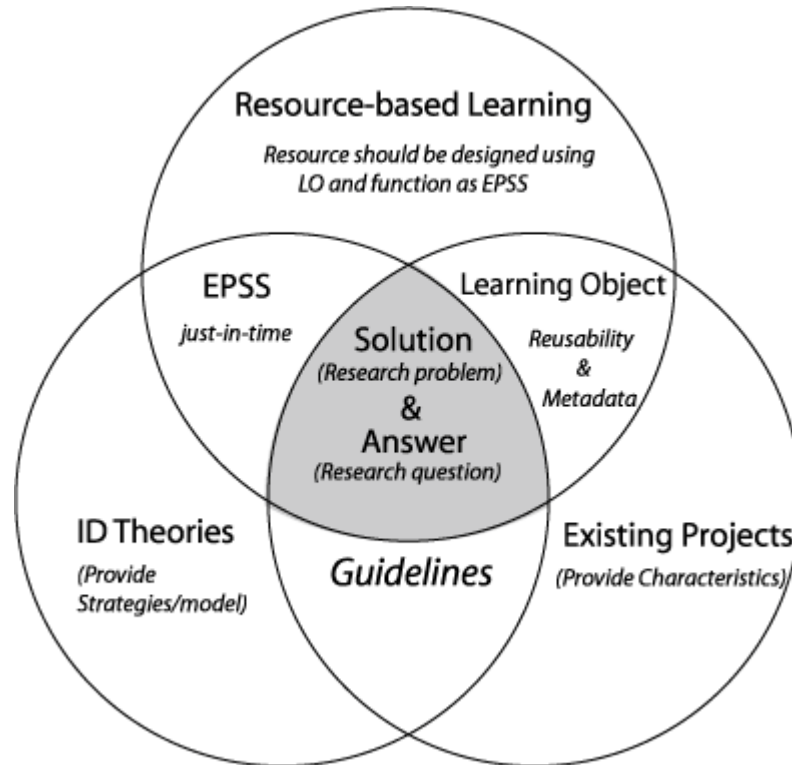 Resource-based Learning
Resource should be designed using
LO and function as EPSS
EPSS
just-in-time
Learning Object
Reusability
&
Metadata
Solution
(Research problem)
&
Answer
(Research question)
ID Theories
(Provide
Strategies/model)
Guidelines
Existing Projects
(Provide Characteristics)